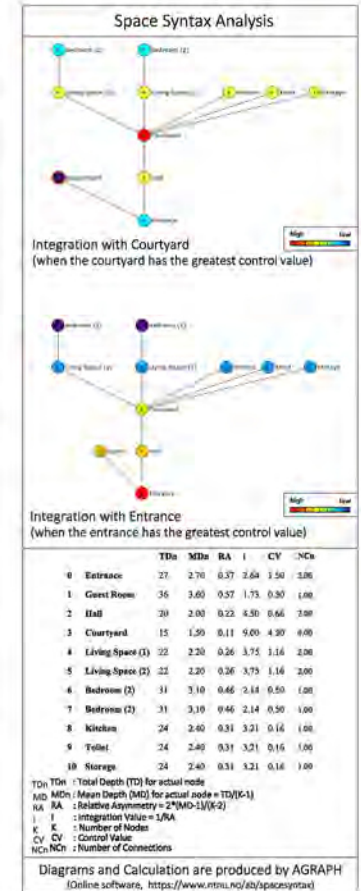 Space Syntax Analysis
Bedroom (2) Bedroom (2)
Living Space (2) Living Space (1) Kitchen Toilet Storage
Courtyard
Hall
Entrance
High low
Integration with Courtyard
(when the courtyard has the greatest control value)
Bedroom (2) Bedroom (2)
Living Space (2) Living Space (1) Toilet Storage
Courtyard
Hall
Entrance
High low
Integration with Entrance
(when the entrance has the greatest control value)
TDn MDn RA i CV NCn
0 Entrance 27 2.70 0.37 2.64 1.50 2.00
1 Guest Room 36 3.60 0.57 1.73 0.50 1.00
2 Hall 20 2.00 0.22 4.50 0.66 2.00
3 Courtyard 15 1.50 0.11 9.00 4.50 6.00
4 Living Space (1) 22 2.20 0.26 3.75 1.16 2.00
5 Living Space (2) 22 2.20 0.26 3.75 1.16 2.00
6 Bedroom (2) 31 3.10 0.46 2.14 0.50 1.00
7 Bedroom (2) 31 3.10 0.46 2.14 0.50 1.00
8 Kitchen 24 2.40 0.31 3.21 0.16 1.00
9 Toilet 24 2.40 0.31 3.21 0.16 1.00
10 Storage 24 2.40 0.31 3.21 0.16 1.00
TDn TDn : Total Depth (TD) for actual node
MD MDn : Mean Depth (MD) for actual node = TD/(K-1)
RA RA : Relative Asymmetry = 2*(MD-1)/(K-2)
I I : Integration Value = 1/RA
K K : Number of Nodes
CV CV : Control Value
NCn NCn : Number of Connections
Diagrams and Calculation are produced by AGRAPH
(Online software, https://www.ntnu.no/ab/spacesyntax)